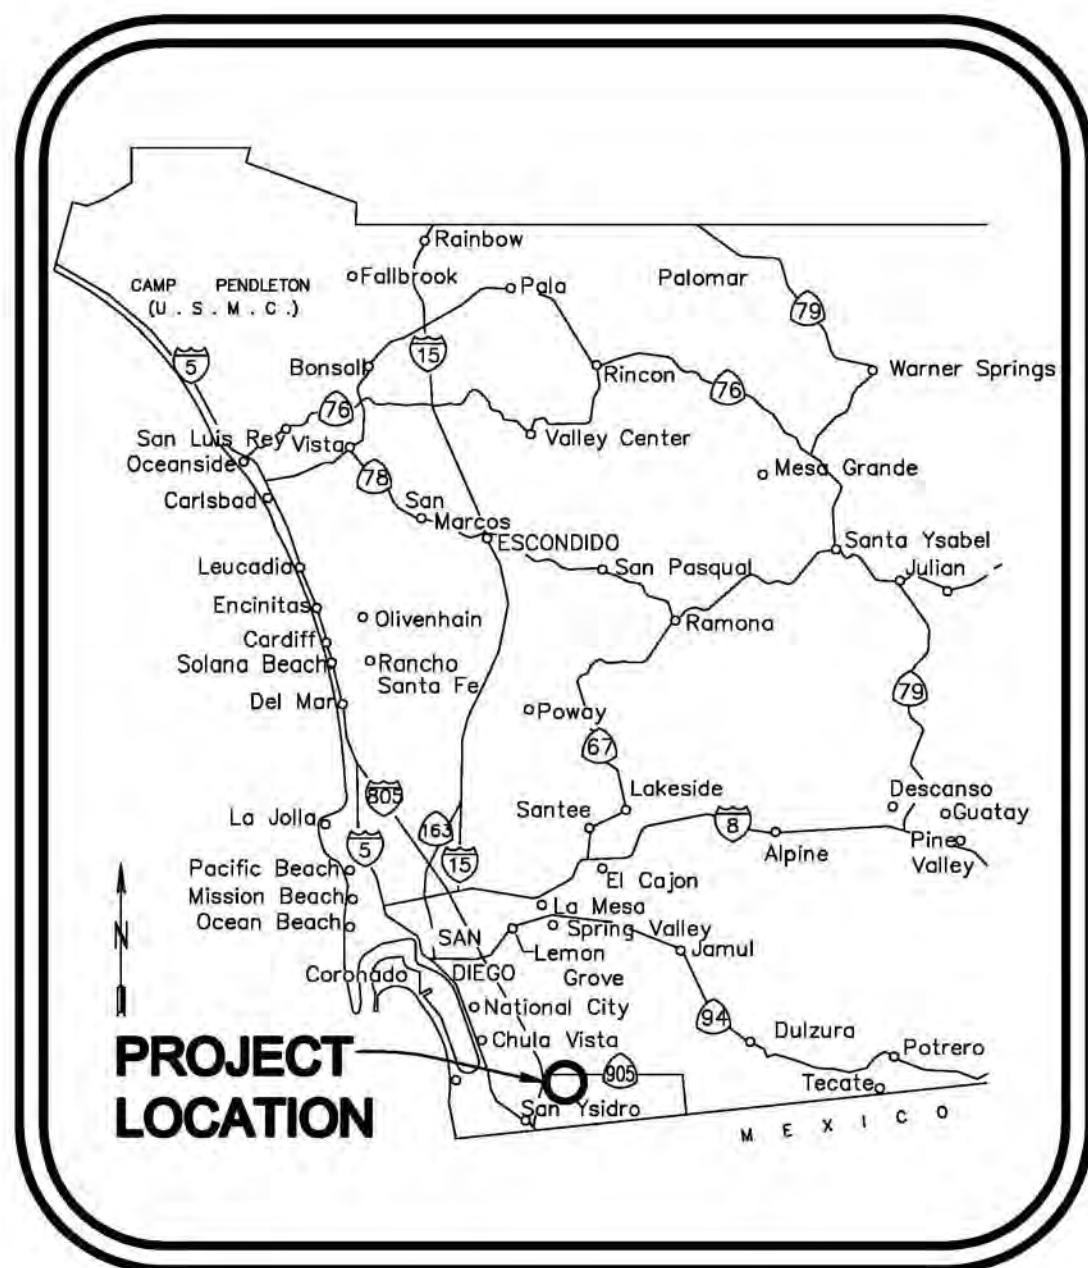 Rainbow
Fallbrook
CAMP PENDLETON
(U . S . M . C .)
Pala
Palomar
79
5
15
Bonsall
Rincon
76
Warner Springs
76
San Luis Rey
Vista
Valley Center
Oceanside
78
Mesa Grande
Carlsbad
San
Marcos
ESCONDIDO
Santa Ysabel
Leucadia
San Pasqual
Julian
Encinitas
Olivenhain
Ramona
Cardiff
Solana Beach
Rancho
Santa Fe
79
Del Mar
Poway
67
805
Lakeside
Descanso
Guatay
La Jolla
163
Santee
8
5
15
Alpine
Pine
Valley
Pacific Beach
El Cajon
Mission Beach
La Mesa
Ocean Beach
SAN
DIEGO
Spring Valley
N
Lemon
Grove
Jamul
Coronado
National City
94
Chula Vista
Dulzura
Potrero
PROJECT
LOCATION
905
Tecate
San Ysidro
M E X I C O